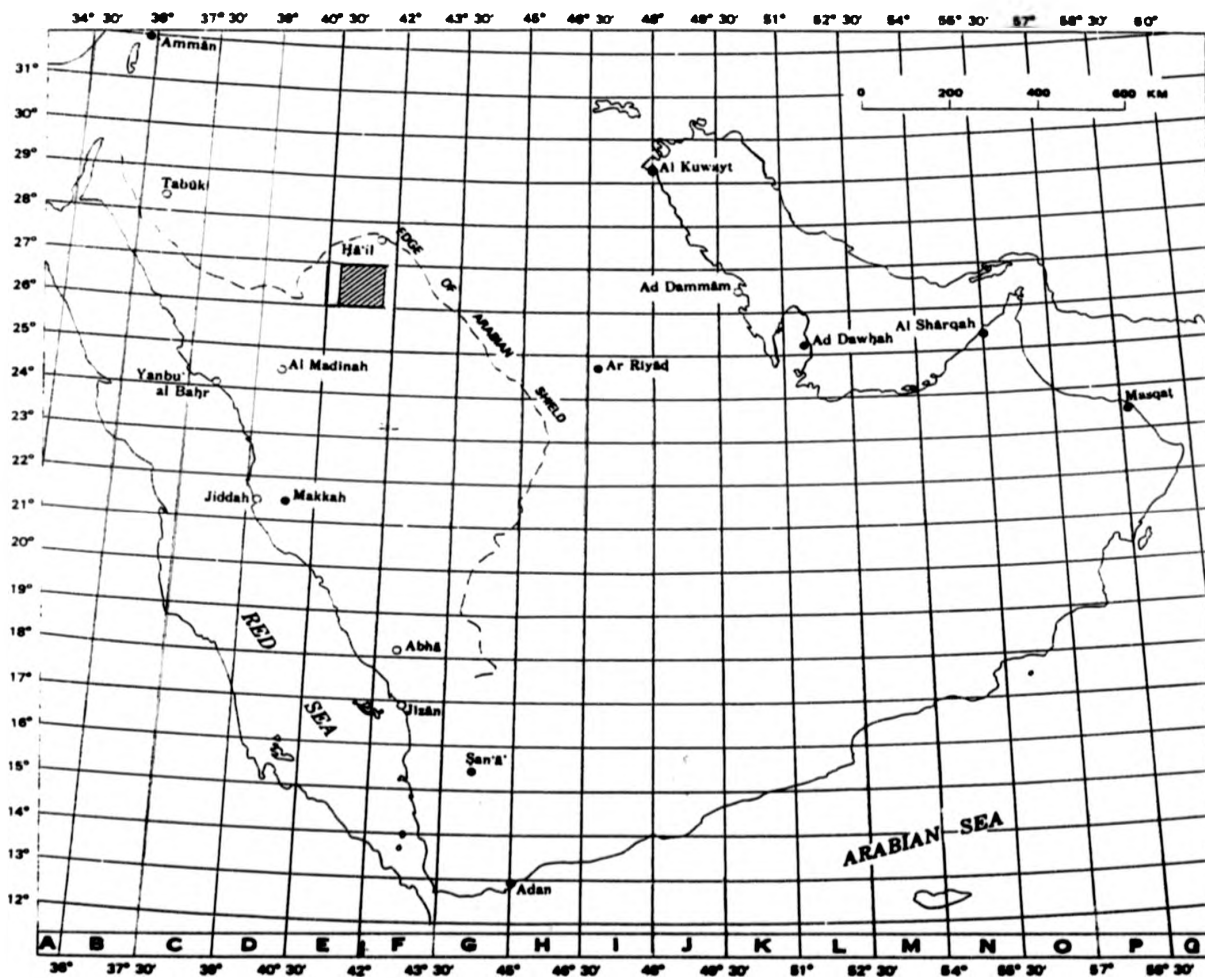 34° 30' 36° 37° 30' 39° 40° 30' 42° 43° 30' 45° 46° 30' 48° 49° 30' 51° 52° 30' 54° 55° 30' 57° 58° 30' 60°
'Ammān
31°
0 200 400 600 KM
30°
29°
Al Kuwayt
Tabūk
28°
27°
Ḥā'il
EDGE OF ARABIAN SHIELD
26°
Ad Dammām
25°
Al Shārqah
Ad Dawḥah
24°
Al Madīnah
Ar Riyāḍ
Yanbu'
al Baḥr
Masqaṭ
23°
22°
Jiddah
Makkah
21°
20°
19°
18°
RED
SEA
Abhā
17°
Jīzān
16°
15°
Ṣan'ā'
14°
ARABIAN SEA
13°
Adan
12°
A B C D E F G H I J K L M N O P Q
36° 37° 30' 39° 40° 30' 42° 43° 30' 45° 46° 30' 48° 49° 30' 51° 52° 30' 54° 55° 30' 57° 58° 30'